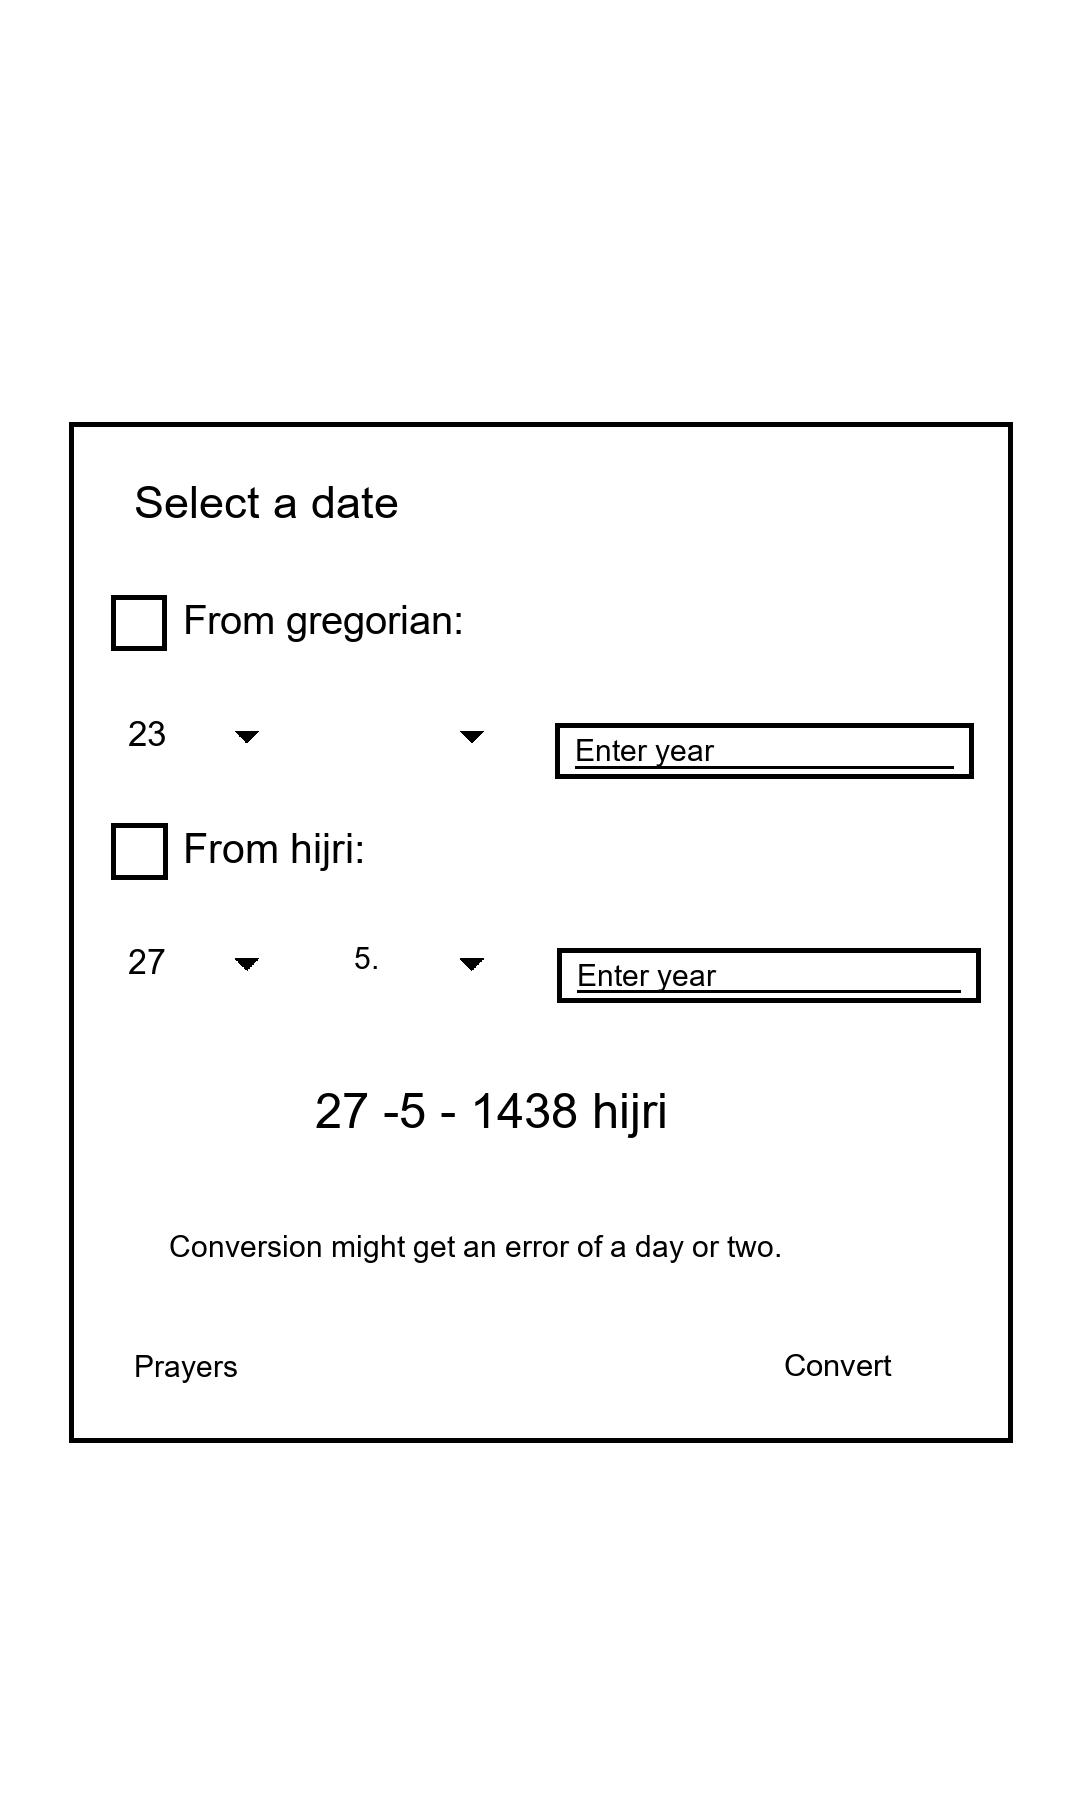 Select a date
From gregorian:
23
Enter year
From hijri:
27 5. Enter year
27 -5 - 1438 hijri
Conversion might get an error of a day or two.
Prayers Convert